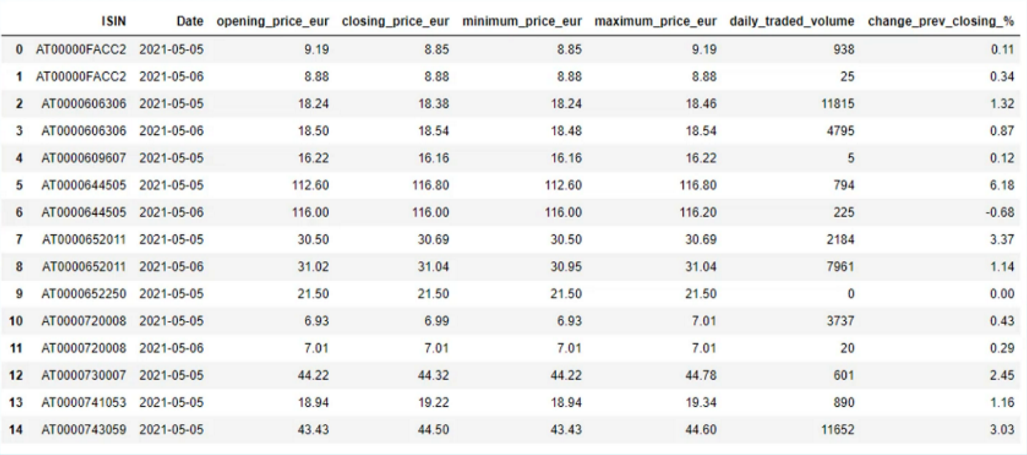 ISIN Date opening_price_eur closing_price_eur minimum_price_eur maximum_price_eur daily_traded_volume change_prev_closing_%
0 AT00000FACC2 2021-05-05 9.19 8.85 8.85 9.19 938 0.11
1 AT00000FACC2 2021-05-06 8.88 8.88 8.88 8.88 25 0.34
2 AT0000606306 2021-05-05 18.24 18.38 18.24 18.46 11815 1.32
3 AT0000606306 2021-05-06 18.50 18.54 18.48 18.54 4795 0.87
4 AT0000609607 2021-05-05 16.22 16.16 16.16 16.22 5 0.12
5 AT0000644505 2021-05-05 112.60 116.80 112.60 116.80 794 6.18
6 AT0000644505 2021-05-06 116.00 116.00 116.00 116.20 225 -0.68
7 AT0000652011 2021-05-05 30.50 30.69 30.50 30.69 2184 3.37
8 AT0000652011 2021-05-06 31.02 31.04 30.95 31.04 7961 1.14
9 AT0000652250 2021-05-05 21.50 21.50 21.50 21.50 0 0.00
10 AT0000720008 2021-05-05 6.93 6.99 6.93 7.01 3737 0.43
11 AT0000720008 2021-05-06 7.01 7.01 7.01 7.01 20 0.29
12 AT0000730007 2021-05-05 44.22 44.32 44.22 44.78 601 2.45
13 AT0000741053 2021-05-05 18.94 19.22 18.94 19.34 890 1.16
14 AT0000743059 2021-05-05 43.43 44.50 43.43 44.60 11652 3.03